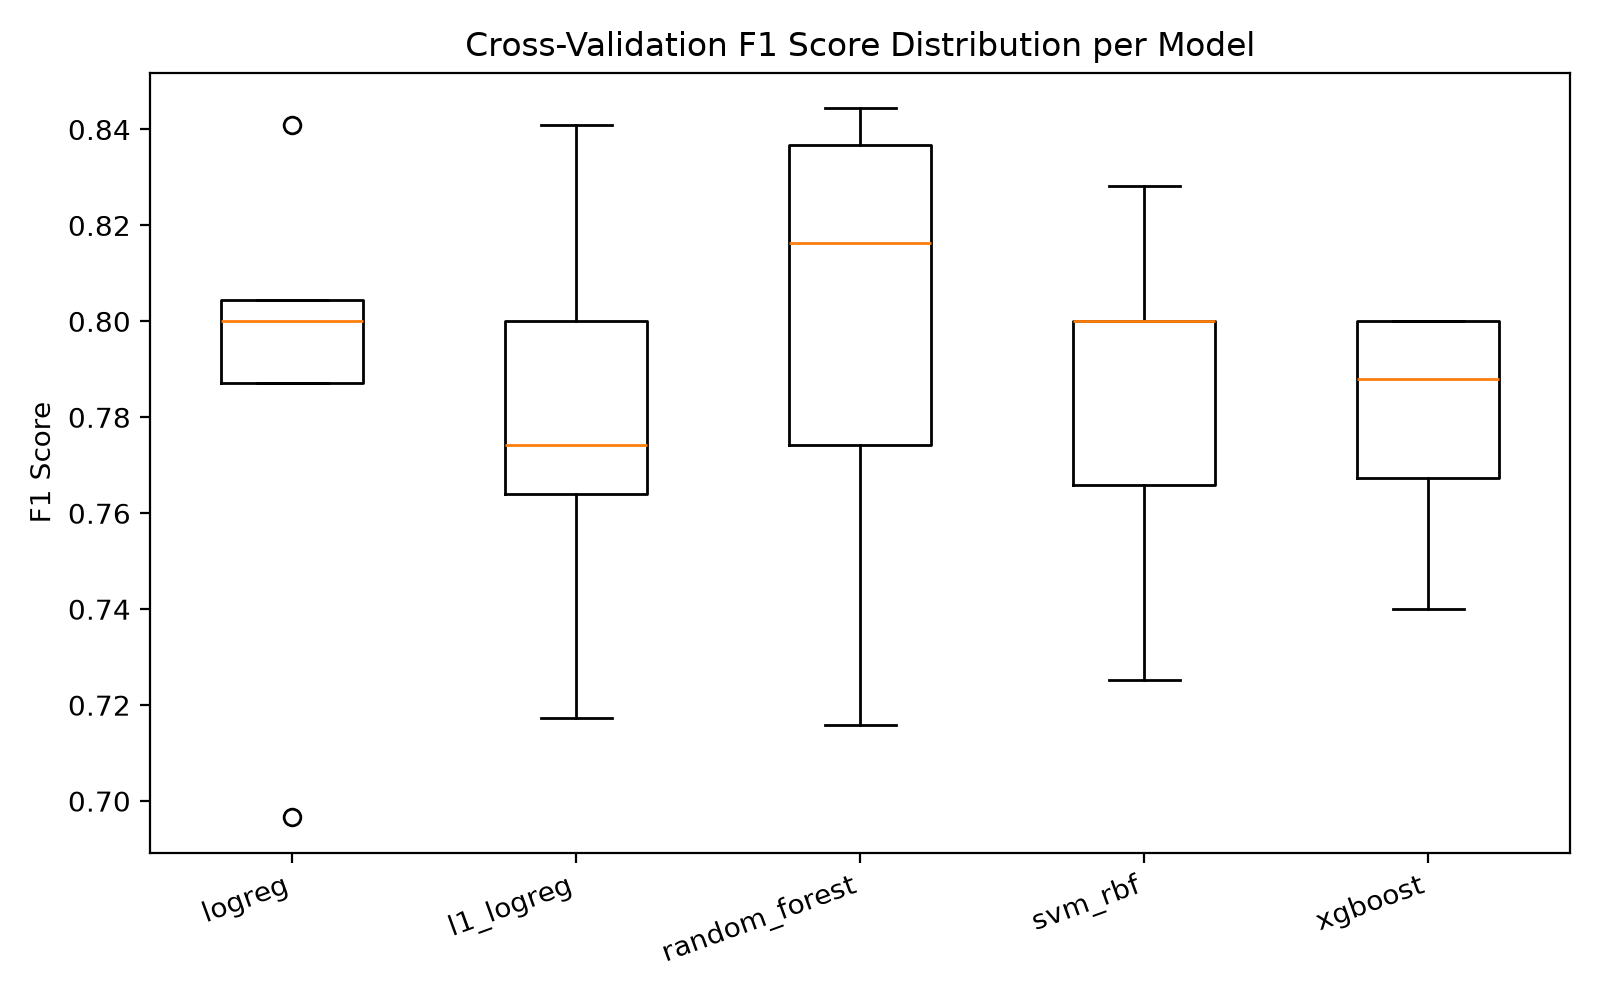 Cross-Validation F1 Score Distribution per Model
F1 Score
0.84
0.82
0.80
0.78
0.76
0.74
0.72
0.70
logreg
l1_logreg
random_forest
svm_rbf
xgboost